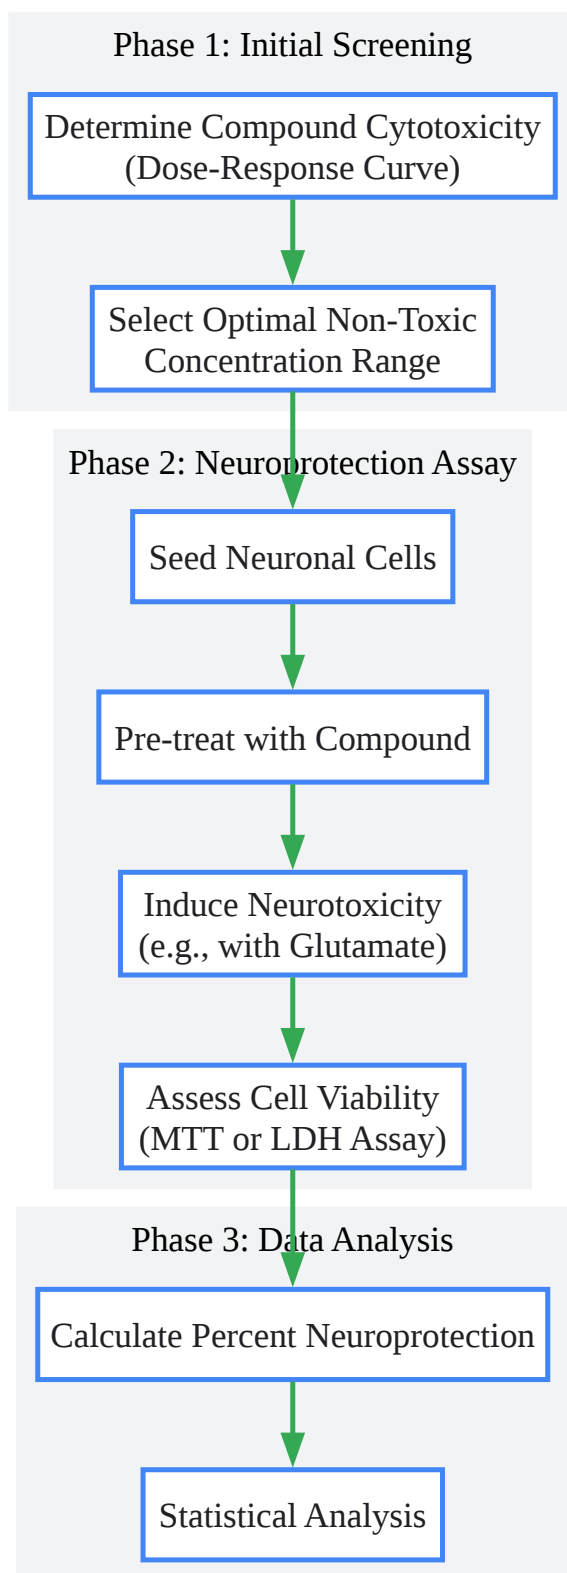 Phase 1: Initial Screening
Determine Compound Cytotoxicity
(Dose-Response Curve)
Select Optimal Non-Toxic
Concentration Range
Phase 2: Neuroprotection Assay
Seed Neuronal Cells
Pre-treat with Compound
Induce Neurotoxicity
(e.g., with Glutamate)
Assess Cell Viability
(MTT or LDH Assay)
Phase 3: Data Analysis
Calculate Percent Neuroprotection
Statistical Analysis